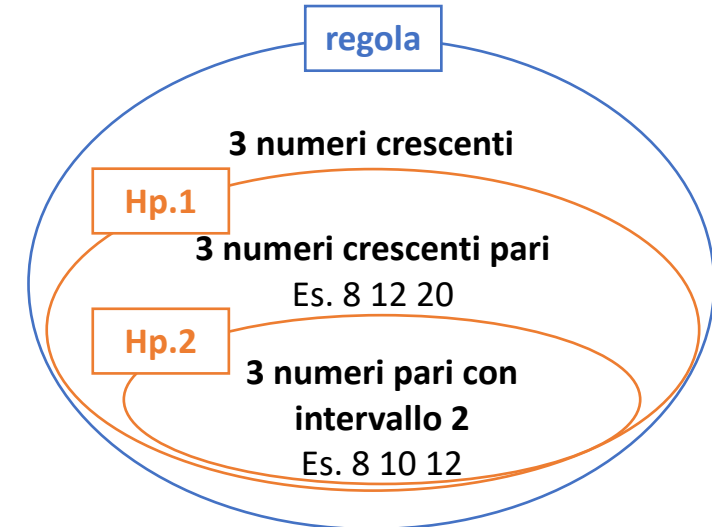 regola
3 numeri crescenti
Hp.1
3 numeri crescenti pari
Es. 8 12 20
Hp.2
3 numeri pari con
intervallo 2
Es. 8 10 12